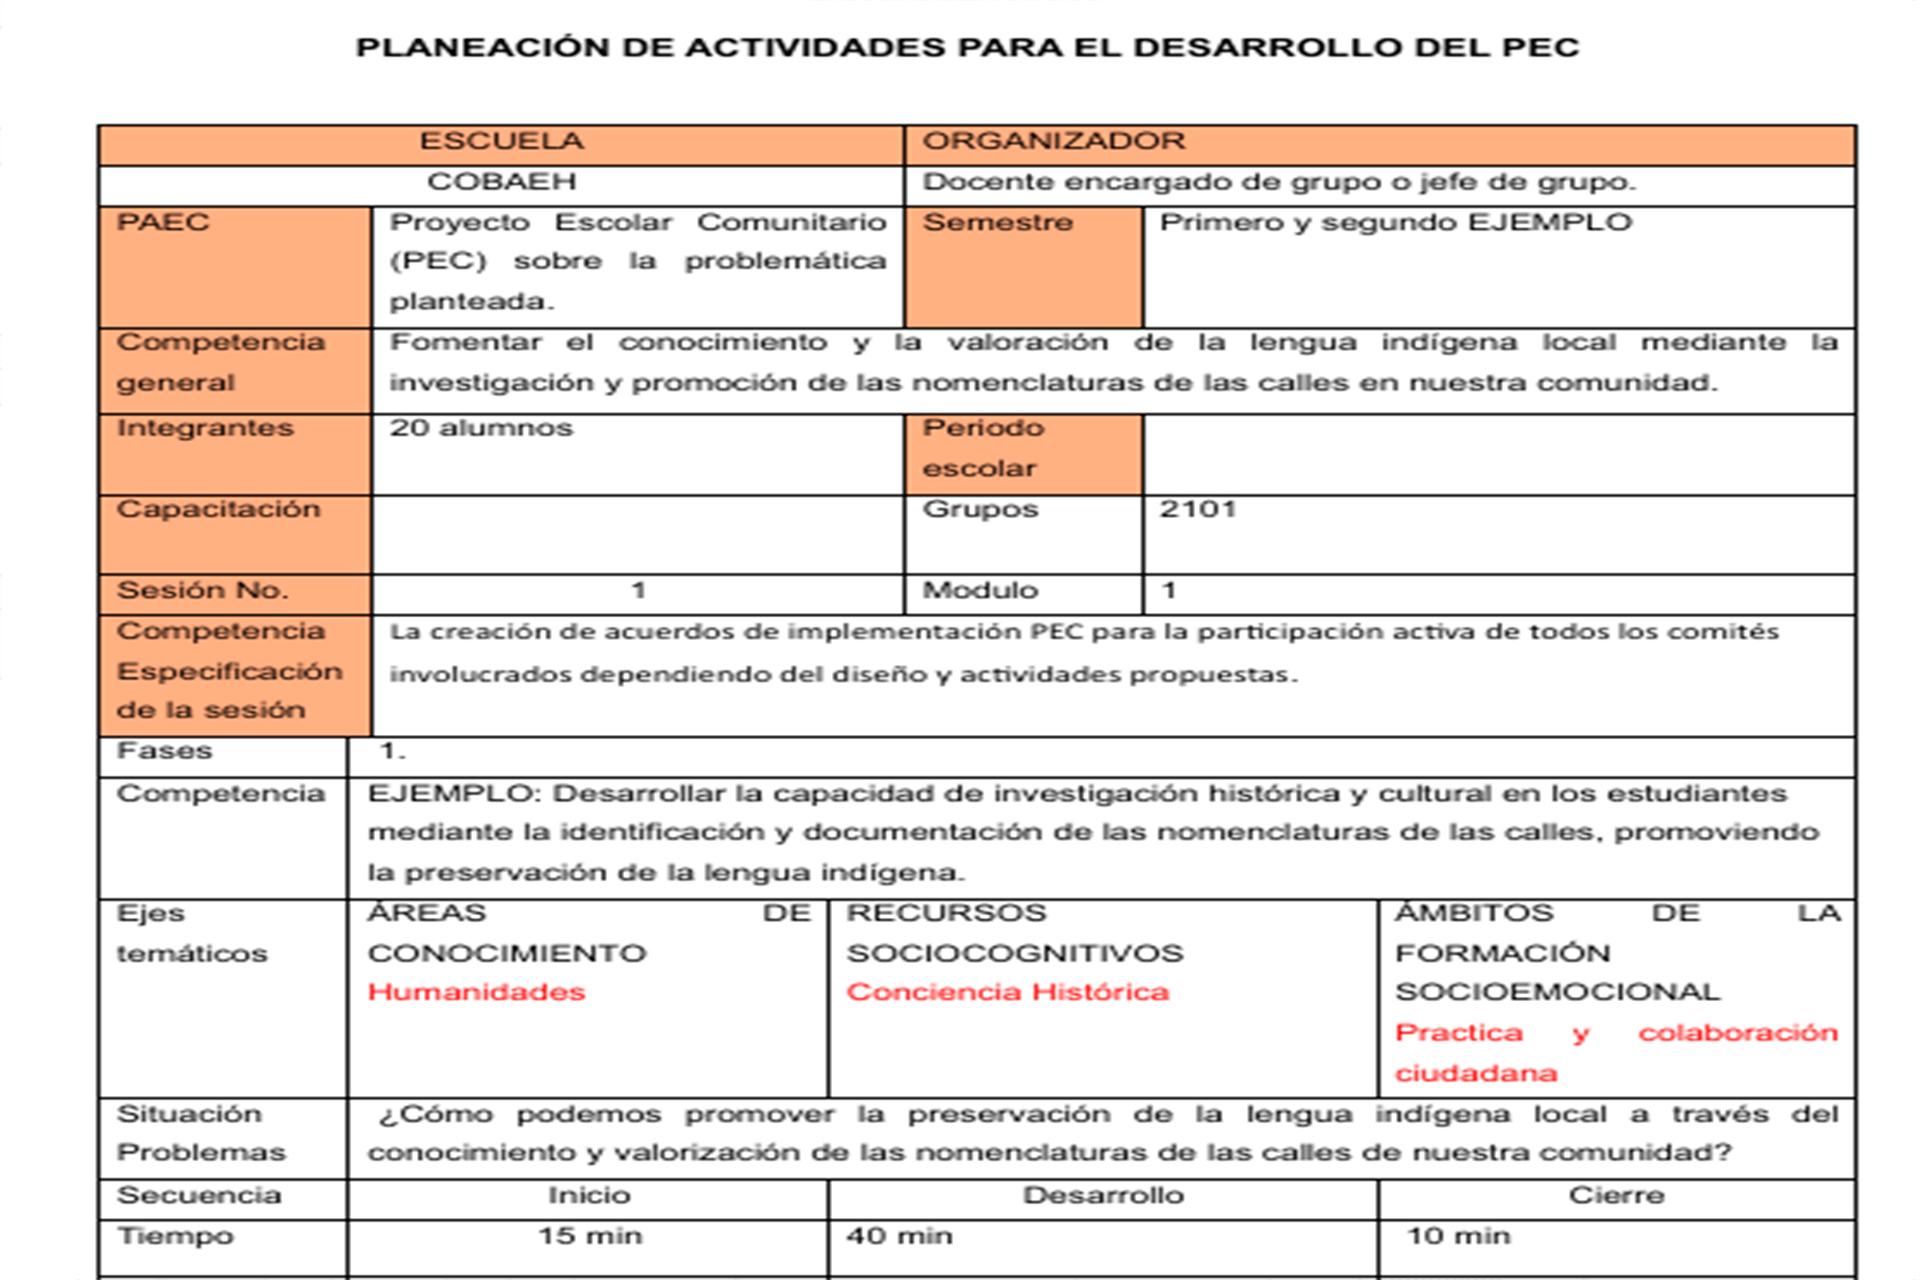 PLANEACIÓN DE ACTIVIDADES PARA EL DESARROLLO DEL PEC
ESCUELA
ORGANIZADOR
COBAEH
Docente encargado de grupo o jefe de grupo.
PAEC
Proyecto Escolar Comunitario
(PEC) sobre la problemática
planteada.
Semestre
Primero y segundo EJEMPLO
Competencia
general
Fomentar el conocimiento y la valoración de la lengua indígena local mediante la
investigación y promoción de las nomenclaturas de las calles en nuestra comunidad.
Integrantes
20 alumnos
Periodo
escolar
Capacitación
Grupos
2101
Sesión No.
1
Modulo
1
Competencia
Especificación
de la sesión
La creación de acuerdos de implementación PEC para la participación activa de todos los comités
involucrados dependiendo del diseño y actividades propuestas.
Fases
1.
Competencia
EJEMPLO: Desarrollar la capacidad de investigación histórica y cultural en los estudiantes
mediante la identificación y documentación de las nomenclaturas de las calles, promoviendo
la preservación de la lengua indígena.
Ejes
temáticos
ÁREAS DE
CONOCIMIENTO
Humanidades
RECURSOS
SOCIOCOGNITIVOS
Conciencia Histórica
ÁMBITOS DE LA
FORMACIÓN
SOCIOEMOCIONAL
Practica y colaboración
ciudadana
Situación
Problemas
¿Cómo podemos promover la preservación de la lengua indígena local a través del
conocimiento y valorización de las nomenclaturas de las calles de nuestra comunidad?
Secuencia
Inicio
Desarrollo
Cierre
Tiempo
15 min
40 min
10 min